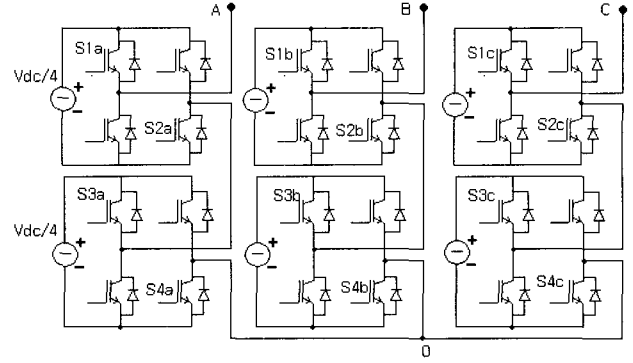 A
B
C
S1a
S1b
S1c
Vdc/4
+
−
+
−
+
−
S2a
S2b
S2c
S3a
S3b
S3c
Vdc/4
+
−
+
−
+
−
S4a
S4b
S4c
0